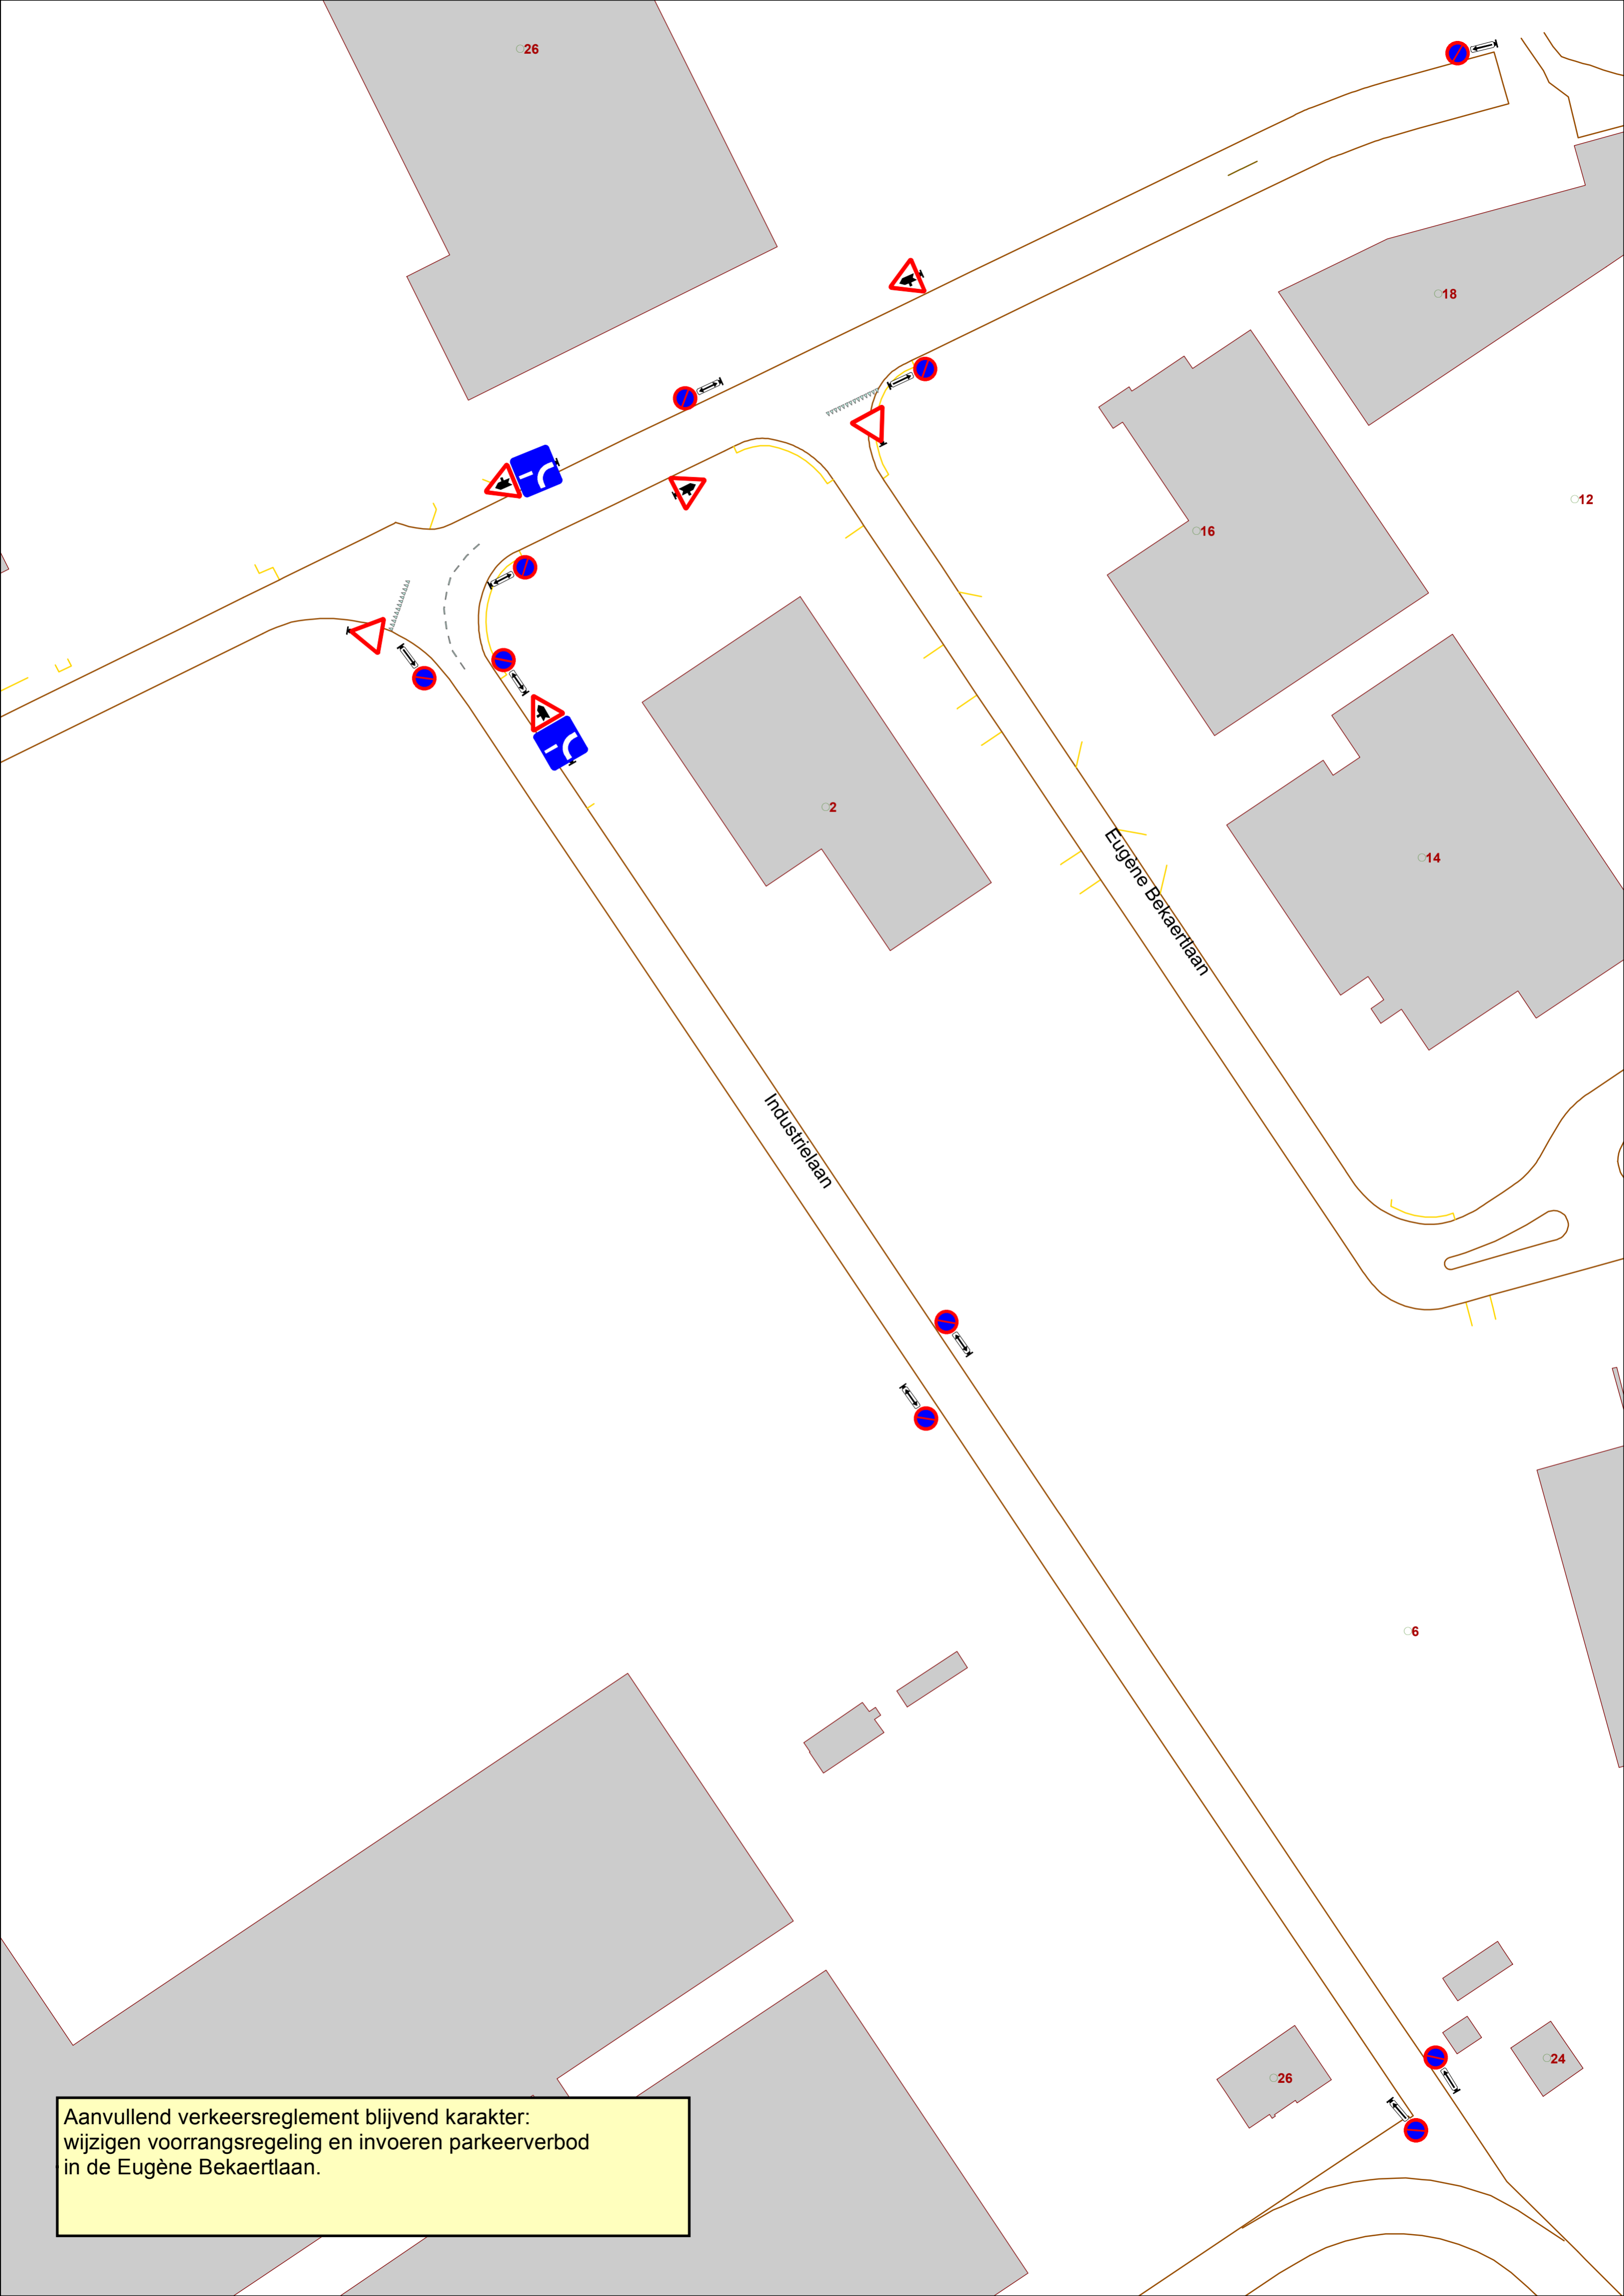 26
18
12
16
2
14
Eugène Bekaertlaan
Industrielaan
6
24
26
Aanvullend verkeersreglement blijvend karakter:
wijzigen voorrangsregeling en invoeren parkeerverbod
in de Eugène Bekaertlaan.